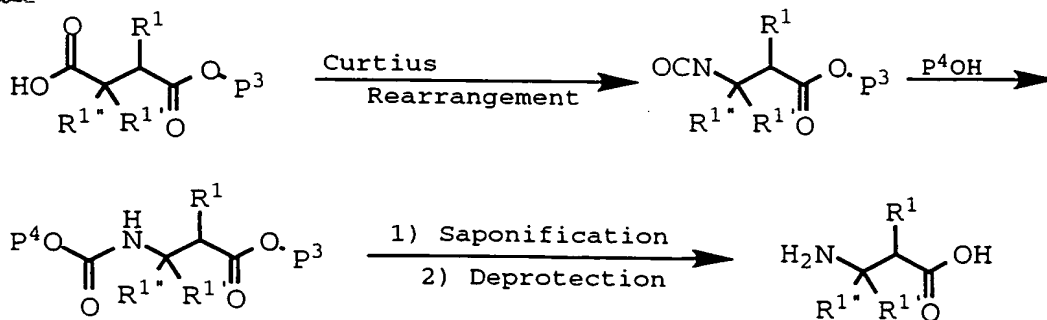 O R¹
HO O P³
R¹" R¹' O
Curtius
Rearrangement
R¹
OCN O P³
R¹" R¹' O
P⁴OH
H R¹
P⁴O N O P³
O R¹" R¹' O
1) Saponification
2) Deprotection
R¹
H₂N OH
R¹" R¹' O